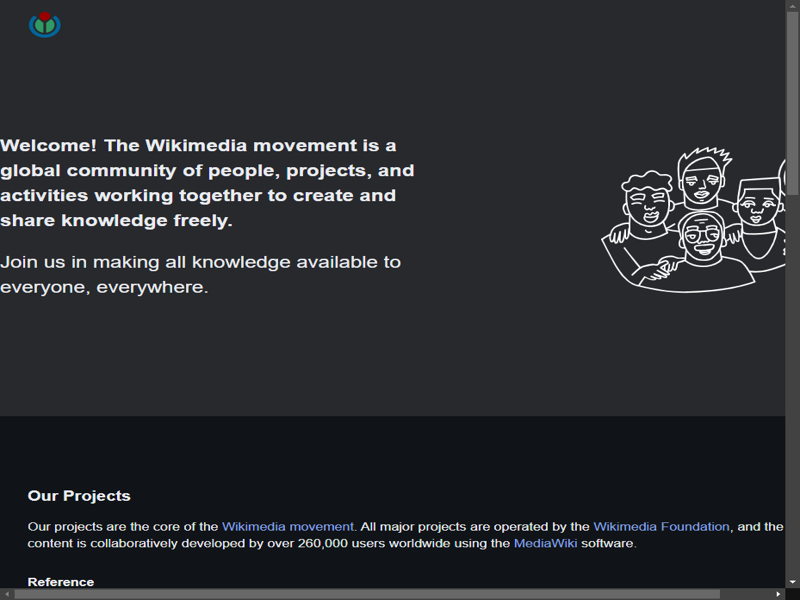 Welcome! The Wikimedia movement is a
global community of people, projects, and
activities working together to create and
share knowledge freely.
Join us in making all knowledge available to
everyone, everywhere.
Our Projects
Our projects are the core of the Wikimedia movement. All major projects are operated by the Wikimedia Foundation, and the
content is collaboratively developed by over 260,000 users worldwide using the MediaWiki software.
Reference